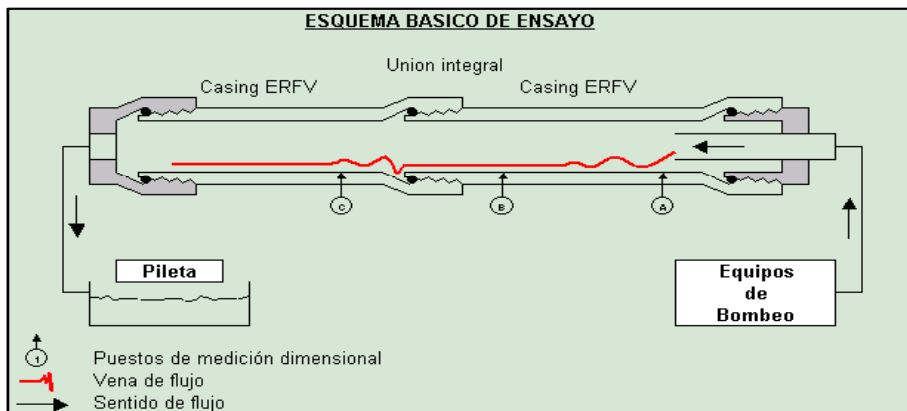 ESQUEMA BASICO DE ENSAYO
Union integral
Casing ERFV
Casing ERFV
C
B
A
Pileta
Equipos
de
Bombeo
1
Puestos de medición dimensional
Vena de flujo
Sentido de flujo